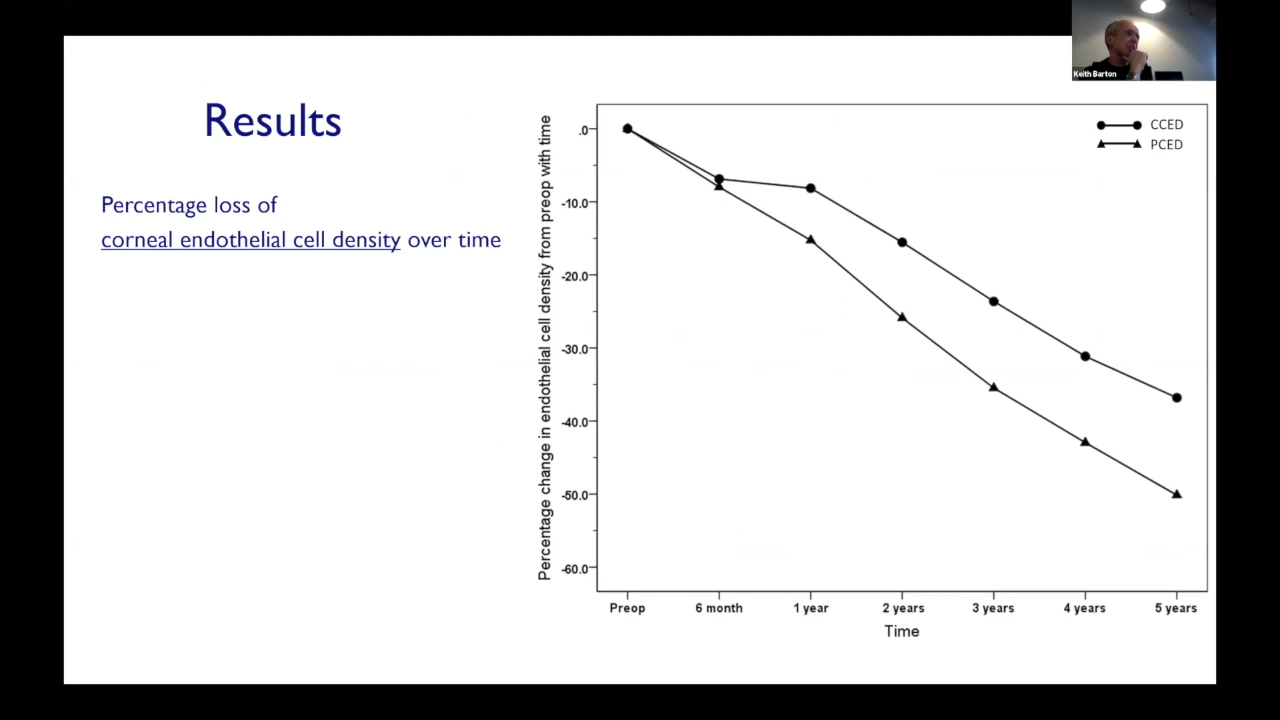 Keith Barton
Results
Percentage loss of
corneal endothelial cell density over time
Percentage change in endothelial cell density from preop with time
.0
-10.0
-20.0
-30.0
-40.0
-50.0
-60.0
CCED
PCED
Preop
6 month
1 year
2 years
3 years
4 years
5 years
Time